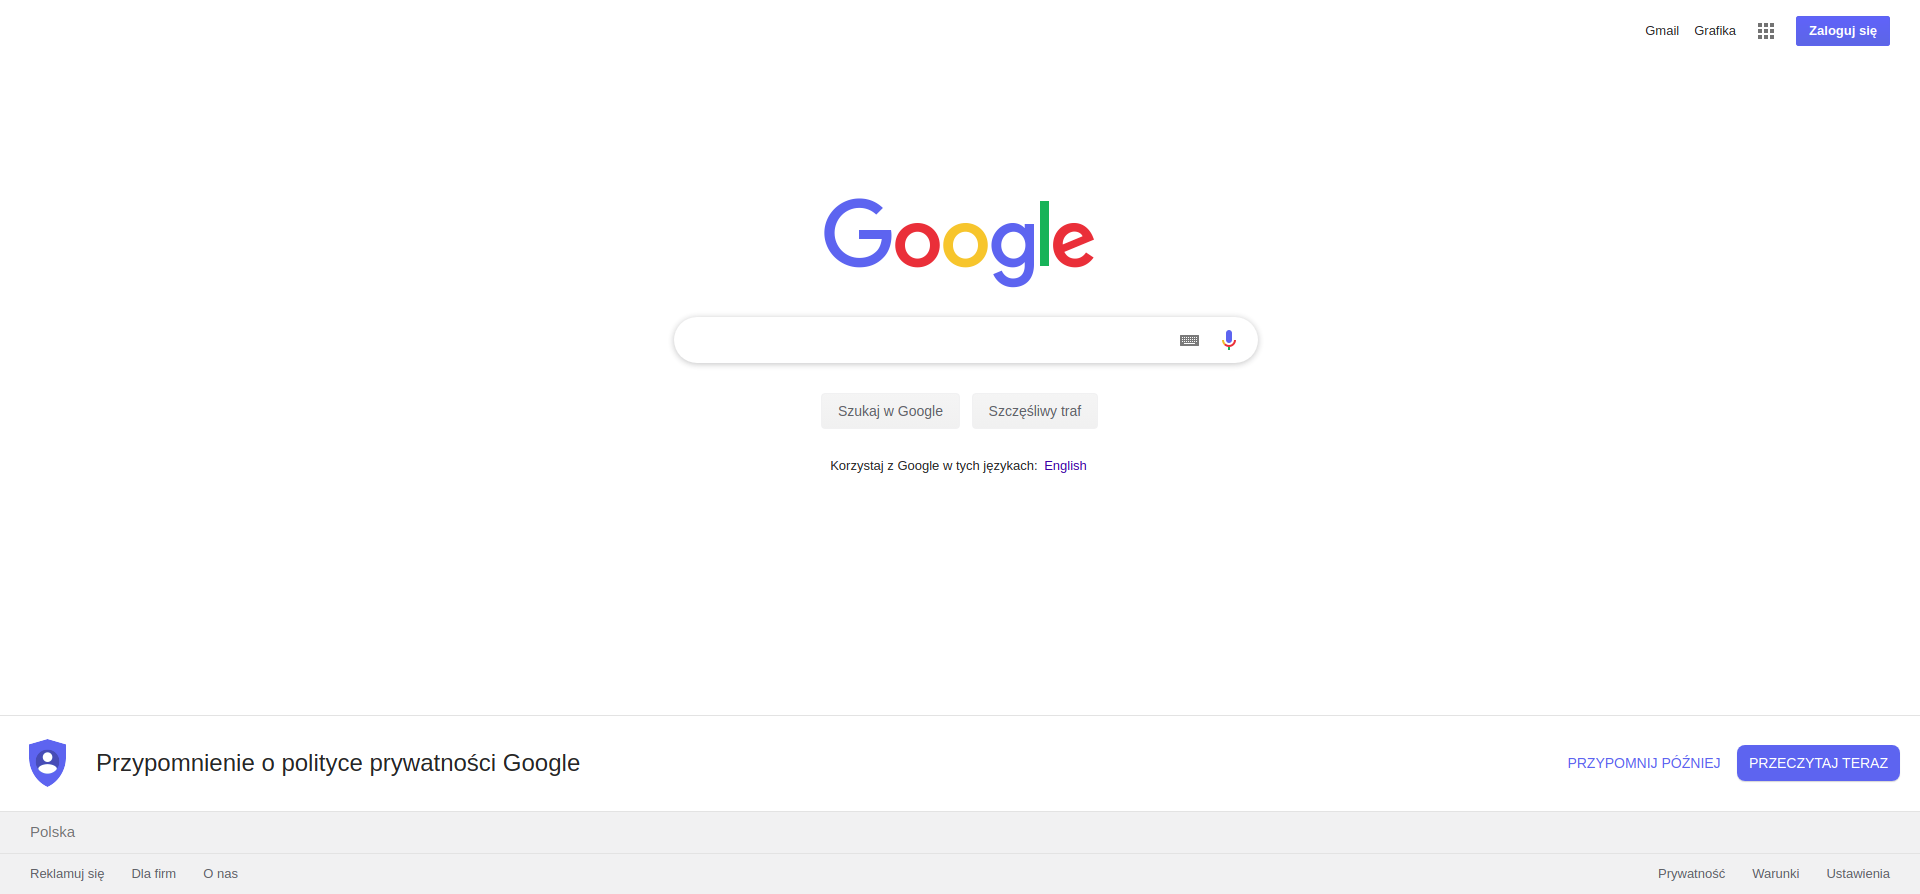 Gmail Grafika Zaloguj się
Google
Szukaj w Google Szczęśliwy traf
Korzystaj z Google w tych językach: English
Przypomnienie o polityce prywatności Google PRZYPOMNIJ PÓŹNIEJ PRZECZYTAJ TERAZ
Polska
Reklamuj się Dla firm O nas Prywatność Warunki Ustawienia